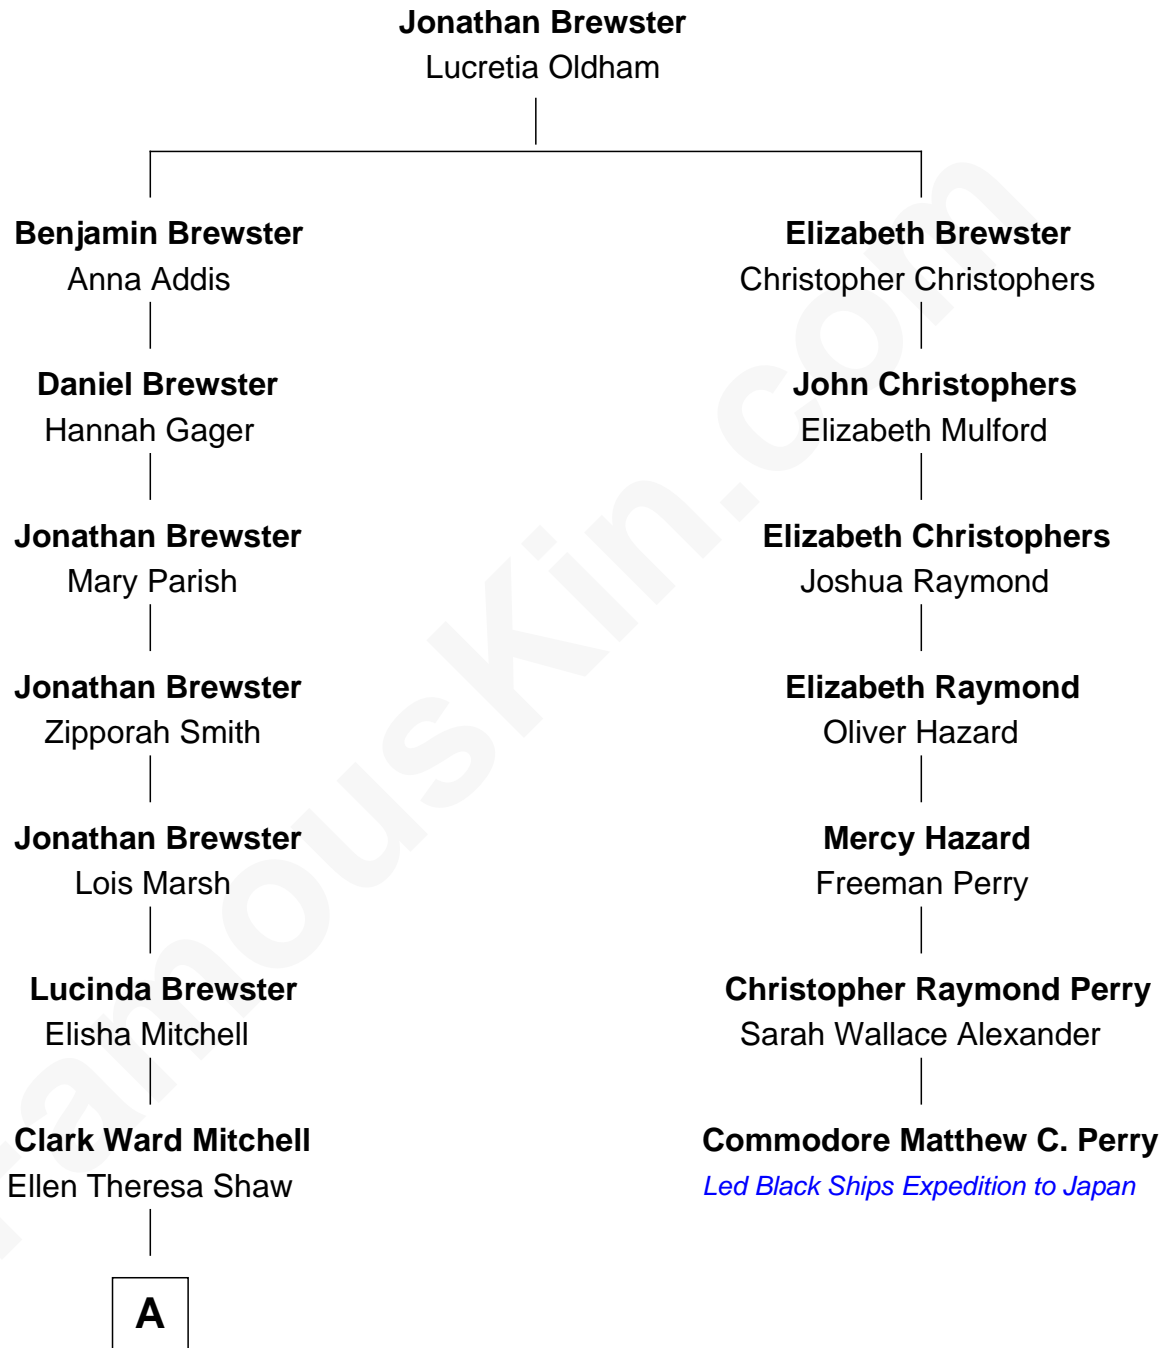 Jonathan Brewster
Lucretia Oldham
Benjamin Brewster
Anna Addis
Elizabeth Brewster
Christopher Christophers
Daniel Brewster
Hannah Gager
John Christophers
Elizabeth Mulford
Jonathan Brewster
Mary Parish
Elizabeth Christophers
Joshua Raymond
Jonathan Brewster
Zipporah Smith
Elizabeth Raymond
Oliver Hazard
Jonathan Brewster
Lois Marsh
Mercy Hazard
Freeman Perry
Lucinda Brewster
Elisha Mitchell
Christopher Raymond Perry
Sarah Wallace Alexander
Clark Ward Mitchell
Ellen Theresa Shaw
Commodore Matthew C. Perry
Led Black Ships Expedition to Japan
A
FamousKin.com